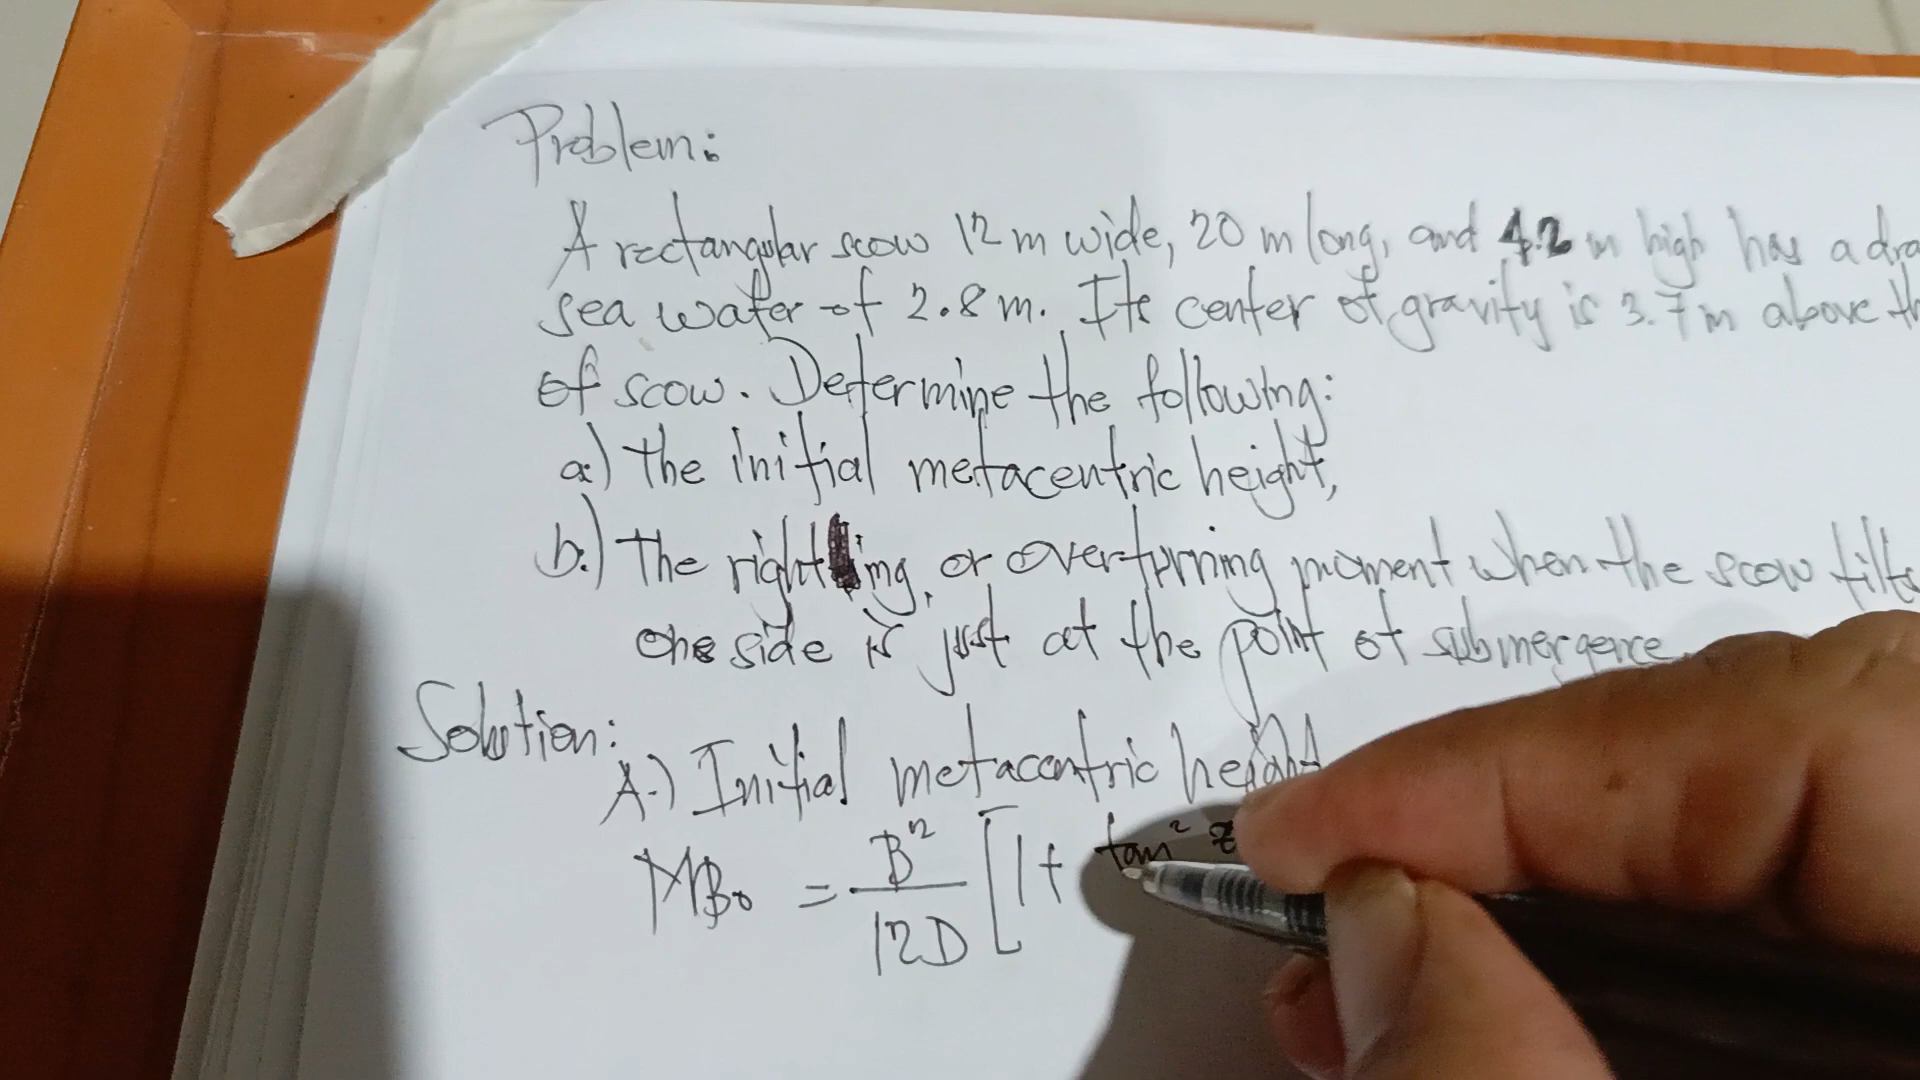 Problem:
A rectangular scow 12 m wide, 20 m long, and 4.2 m high has a dra
sea water of 2.8 m. Its center of gravity is 3.7 m above th
of scow. Determine the following:
a.) the initial metacentric height,
b.) the righting or overturning moment when the scow tilts
one side is just at the point of submergence.
Solution:
A.) Initial metacentric height
MB₀ = B² / 12D [1 + tan²